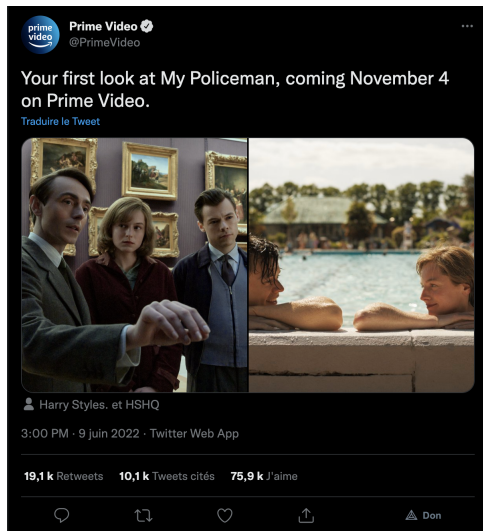 prime
video
Prime Video
@PrimeVideo
Your first look at My Policeman, coming November 4
on Prime Video.
Traduire le Tweet
Harry Styles. et HSHQ
3:00 PM · 9 juin 2022 · Twitter Web App
19,1 k Retweets 10,1 k Tweets cités 75,9 k J'aime
Don